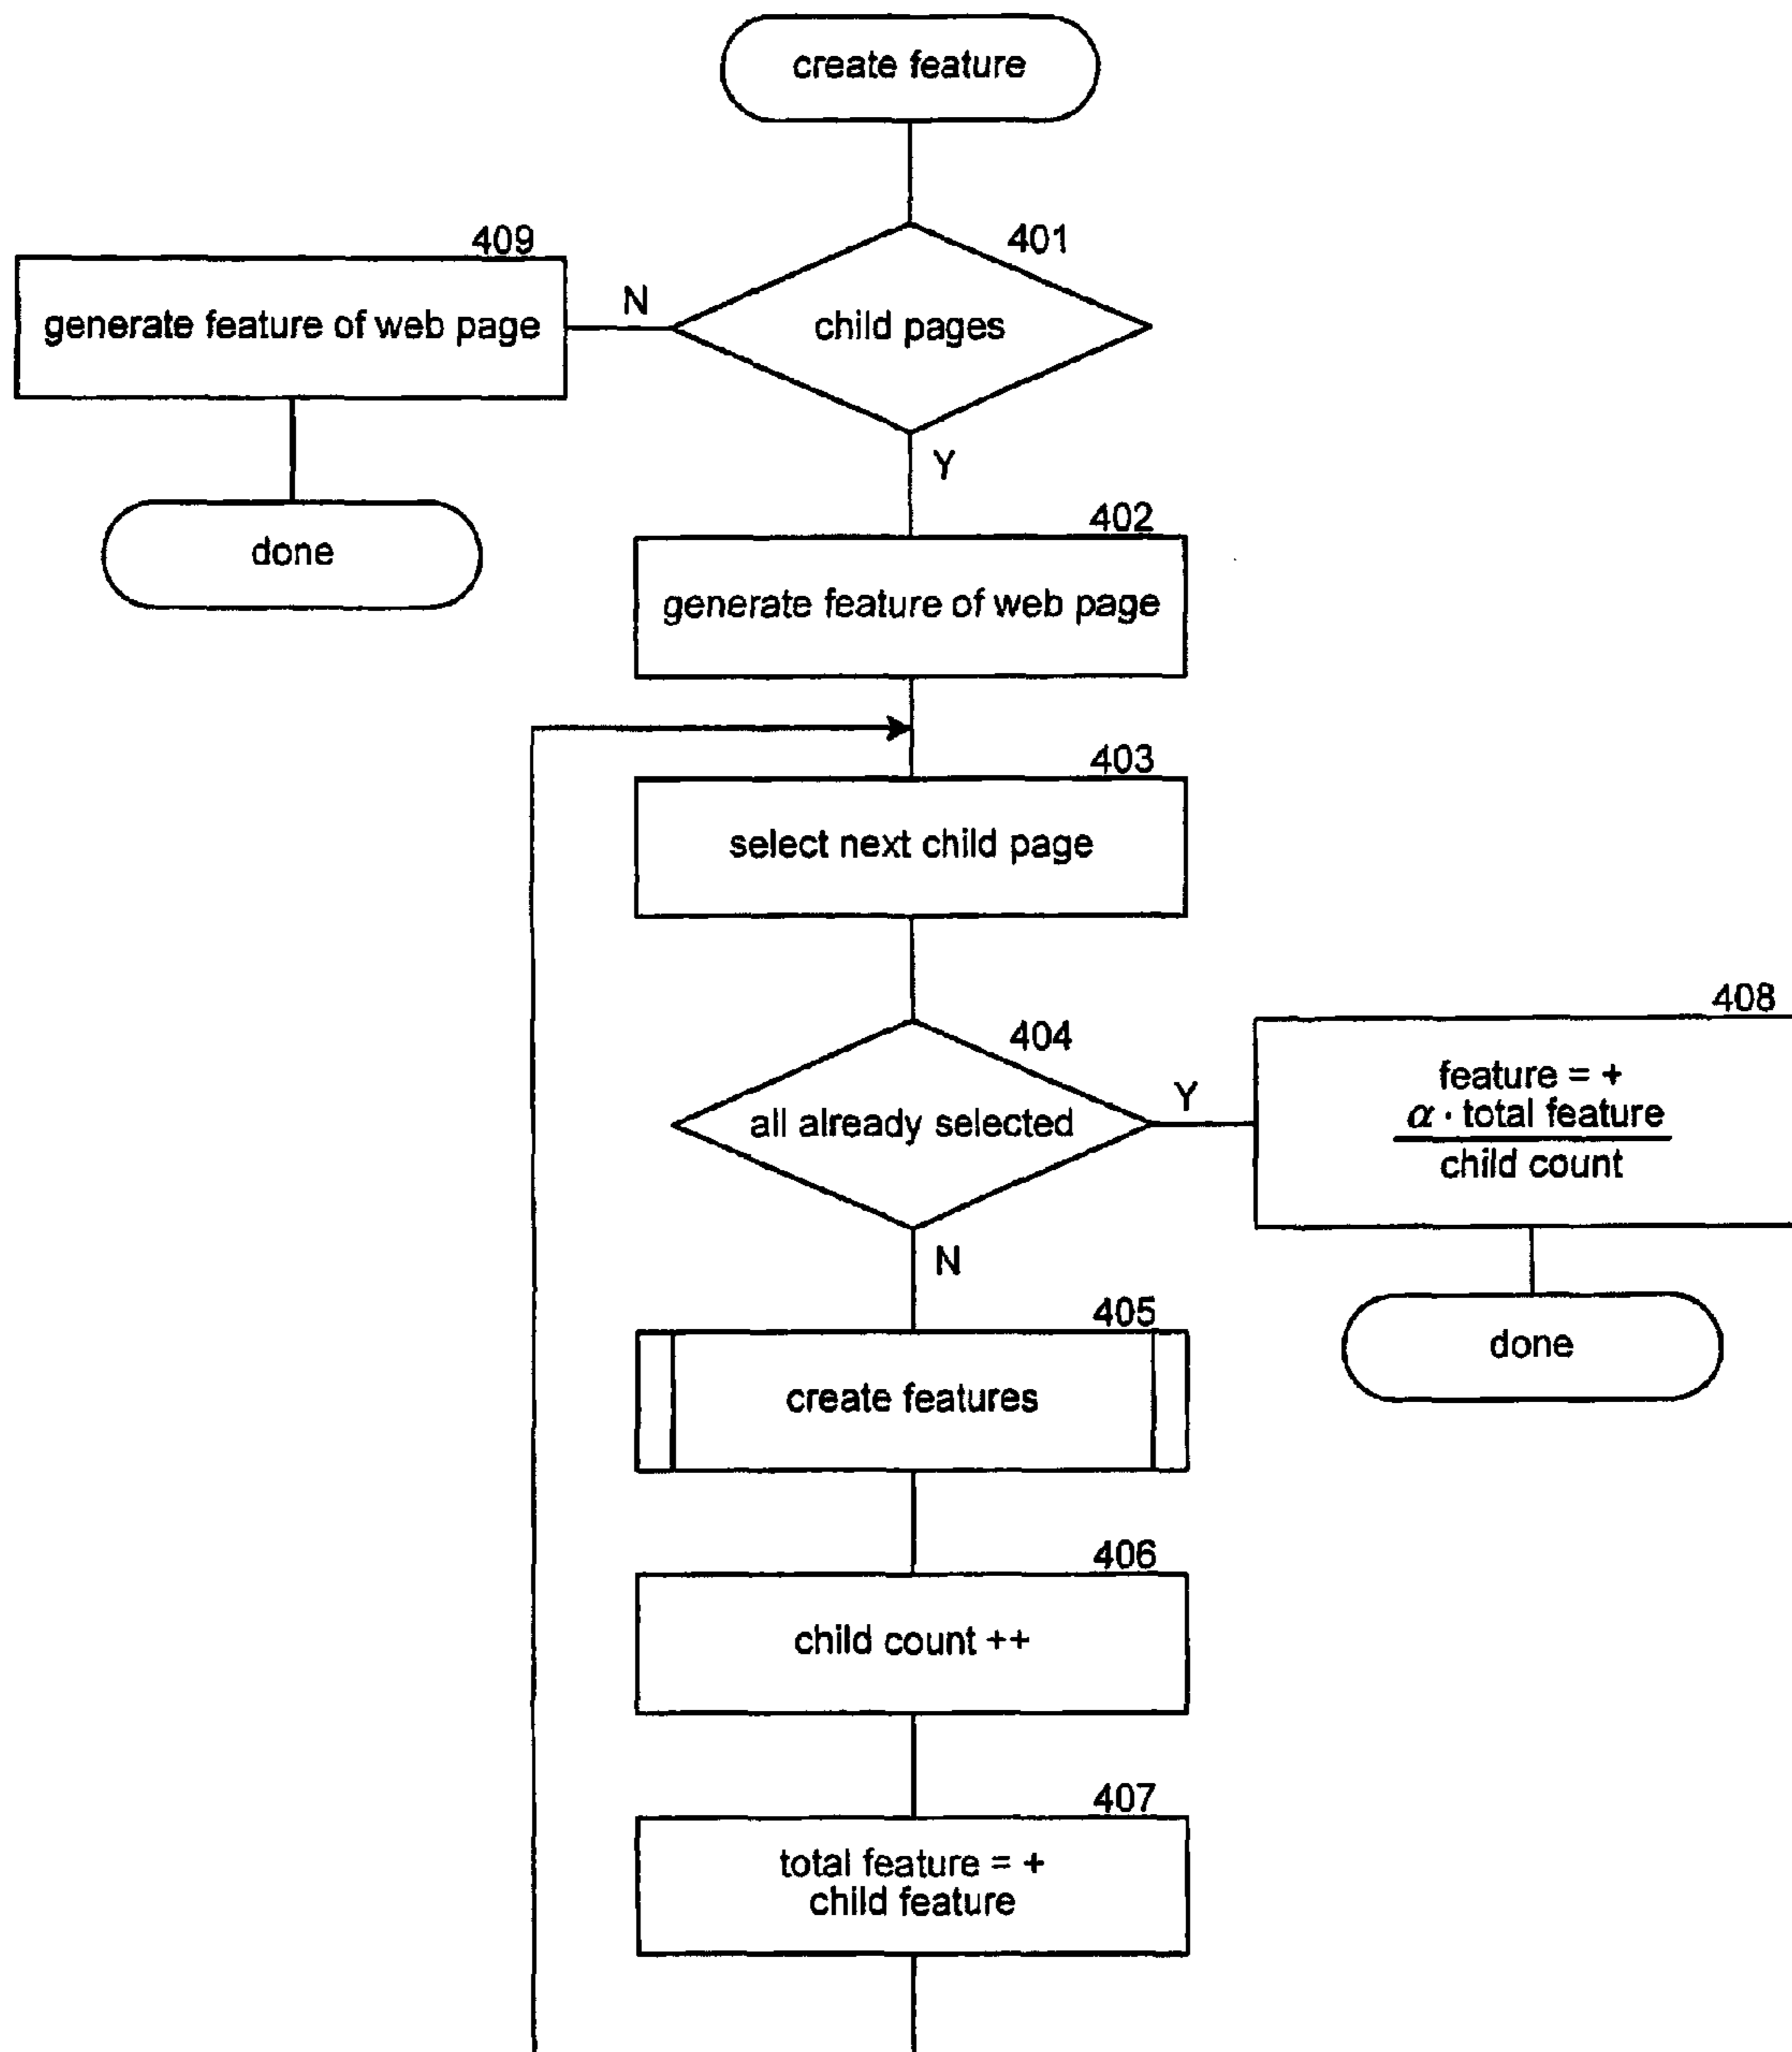 create feature
401
child pages
N
409
generate feature of web page
done
Y
402
generate feature of web page
403
select next child page
404
all already selected
Y
408
feature = +
α · total feature
child count
done
N
405
create features
406
child count ++
407
total feature = +
child feature